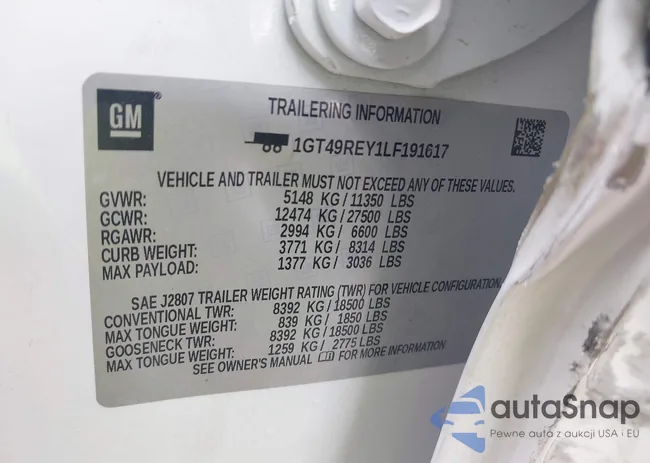 GM
TRAILERING INFORMATION
1GT49REY1LF191617
VEHICLE AND TRAILER MUST NOT EXCEED ANY OF THESE VALUES.
GVWR: 5148 KG / 11350 LBS
GCWR: 12474 KG / 27500 LBS
RGAWR: 2994 KG / 6600 LBS
CURB WEIGHT: 3771 KG / 8314 LBS
MAX PAYLOAD: 1377 KG / 3036 LBS
SAE J2807 TRAILER WEIGHT RATING (TWR) FOR VEHICLE CONFIGURATION.
CONVENTIONAL TWR: 8392 KG / 18500 LBS
MAX TONGUE WEIGHT: 839 KG / 1850 LBS
GOOSENECK TWR: 8392 KG / 18500 LBS
MAX TONGUE WEIGHT: 1259 KG / 2775 LBS
SEE OWNER'S MANUAL FOR MORE INFORMATION
autaSnap
Pewne auta z aukcji USA i EU